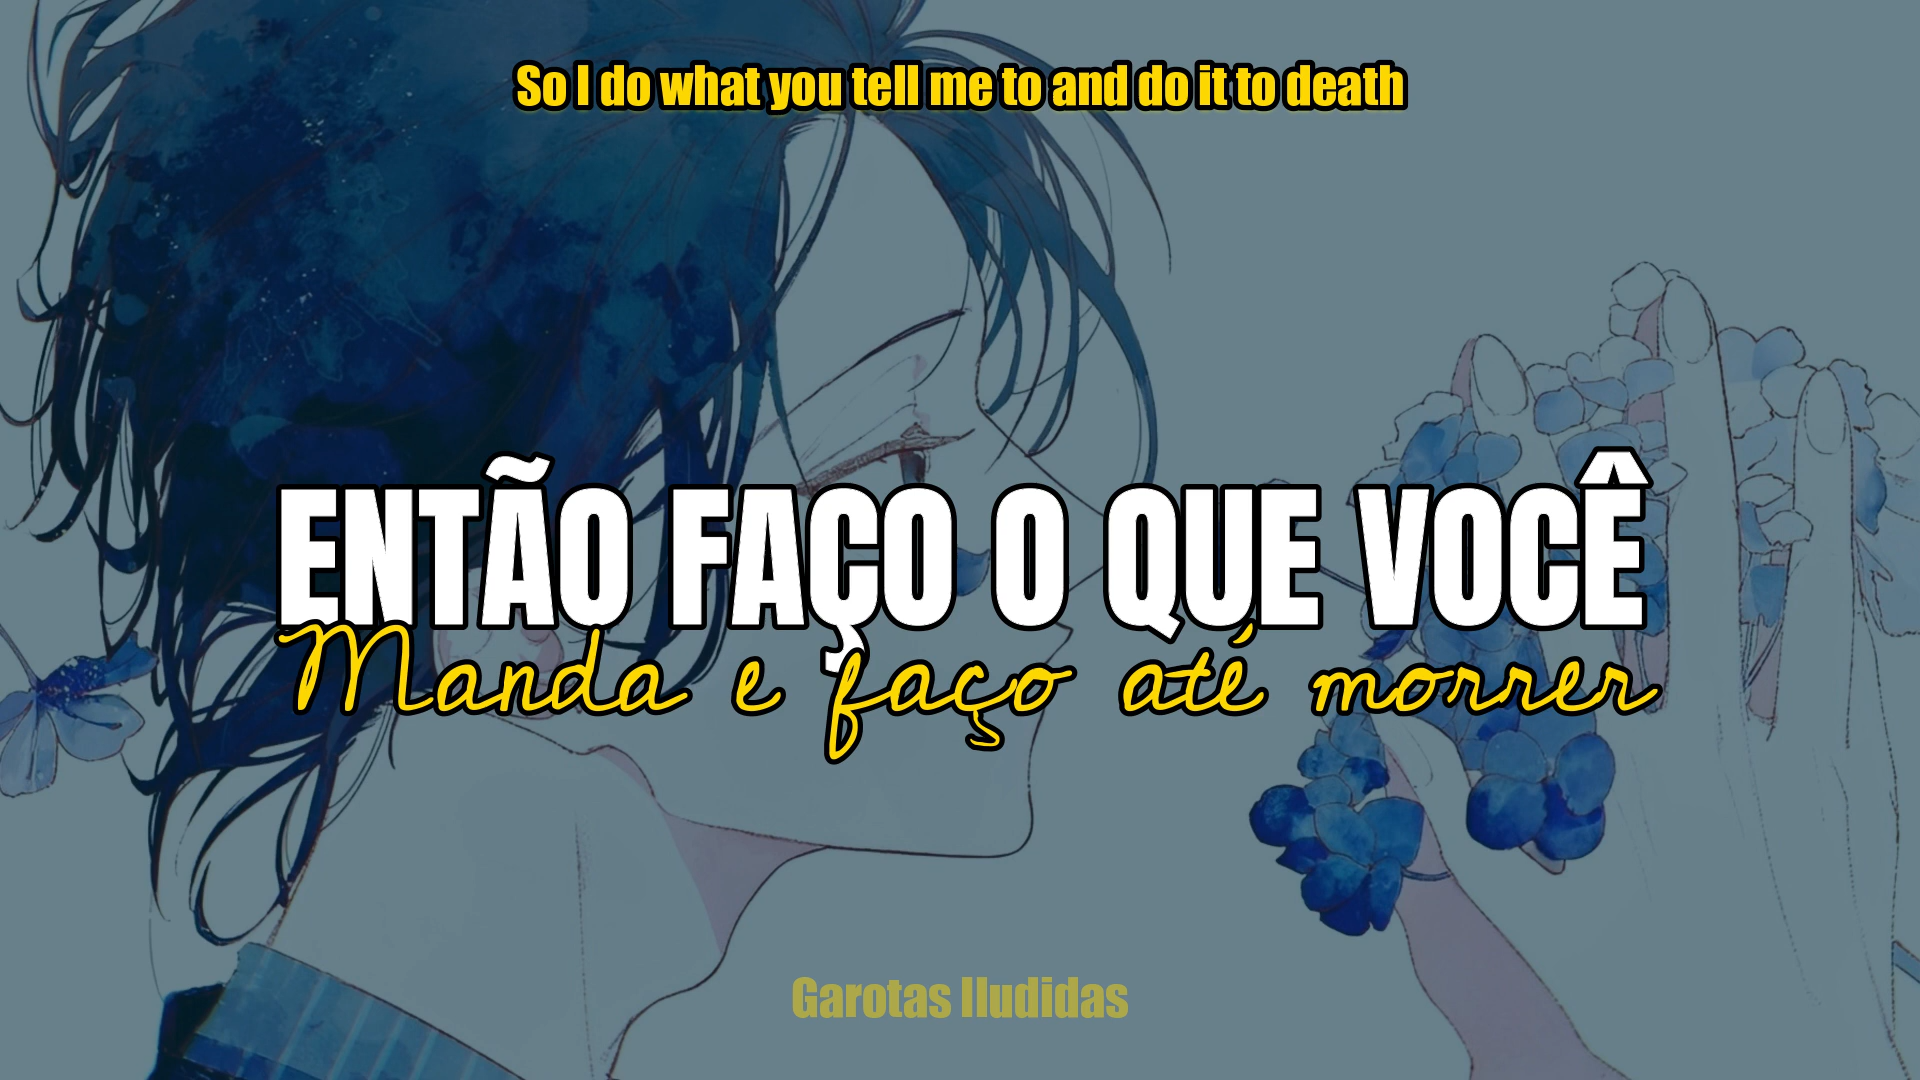 So I do what you tell me to and do it to death
ENTÃO FAÇO O QUE VOCÊ
Manda e faço até morrer
Garotas Iludidas